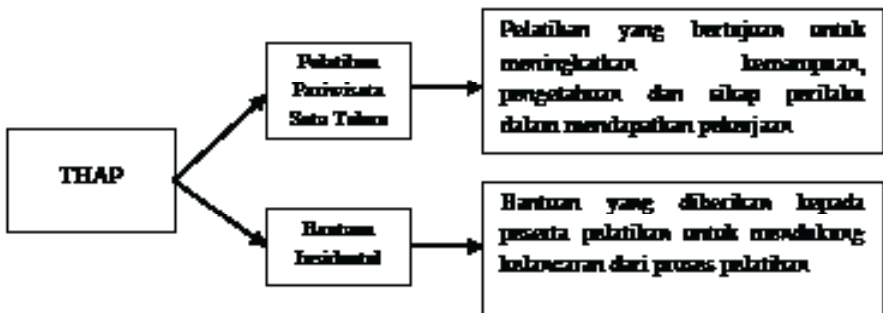 THAP
Pelatihan
Pariwisata
Satu Tahun
Pelatihan yang bertujuan untuk
meningkatkan kemampuan,
pengetahuan dan sikap perilaku
dalam mendapatkan pekerjaan
Bantuan
Insidental
Bantuan yang diberikan kepada
peserta pelatihan untuk mendukung
kelancaran dari proses pelatihan